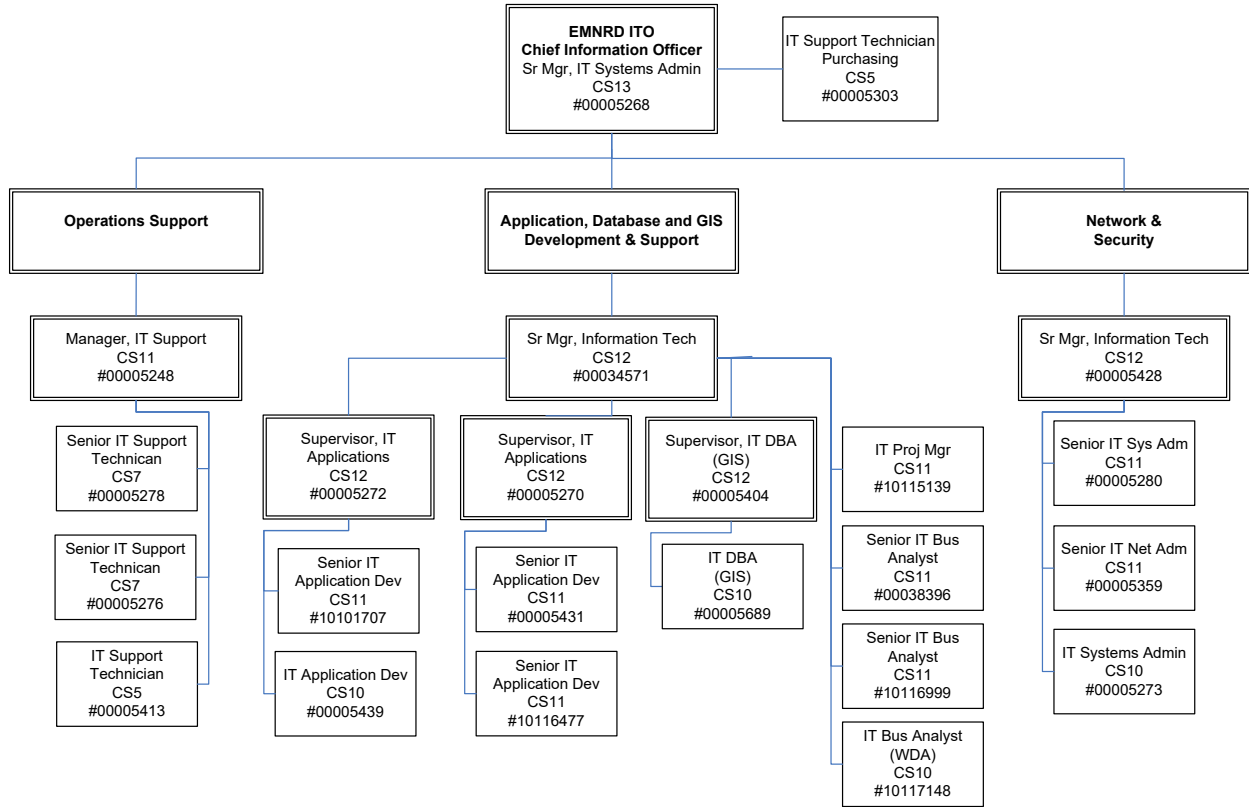 EMNRD ITO
Chief Information Officer
Sr Mgr, IT Systems Admin
CS13
#00005268
IT Support Technician
Purchasing
CS5
#00005303
Operations Support
Application, Database and GIS
Development & Support
Network &
Security
Manager, IT Support
CS11
#00005248
Sr Mgr, Information Tech
CS12
#00034571
Sr Mgr, Information Tech
CS12
#00005428
Senior IT Support
Technican
CS7
#00005278
Senior IT Support
Technican
CS7
#00005276
IT Support
Technician
CS5
#00005413
Supervisor, IT
Applications
CS12
#00005272
Senior IT
Application Dev
CS11
#10101707
IT Application Dev
CS10
#00005439
Supervisor, IT
Applications
CS12
#00005270
Senior IT
Application Dev
CS11
#00005431
Senior IT
Application Dev
CS11
#10116477
Supervisor, IT DBA
(GIS)
CS12
#00005404
IT DBA
(GIS)
CS10
#00005689
IT Proj Mgr
CS11
#10115139
Senior IT Bus
Analyst
CS11
#00038396
Senior IT Bus
Analyst
CS11
#10116999
IT Bus Analyst
(WDA)
CS10
#10117148
Senior IT Sys Adm
CS11
#00005280
Senior IT Net Adm
CS11
#00005359
IT Systems Admin
CS10
#00005273